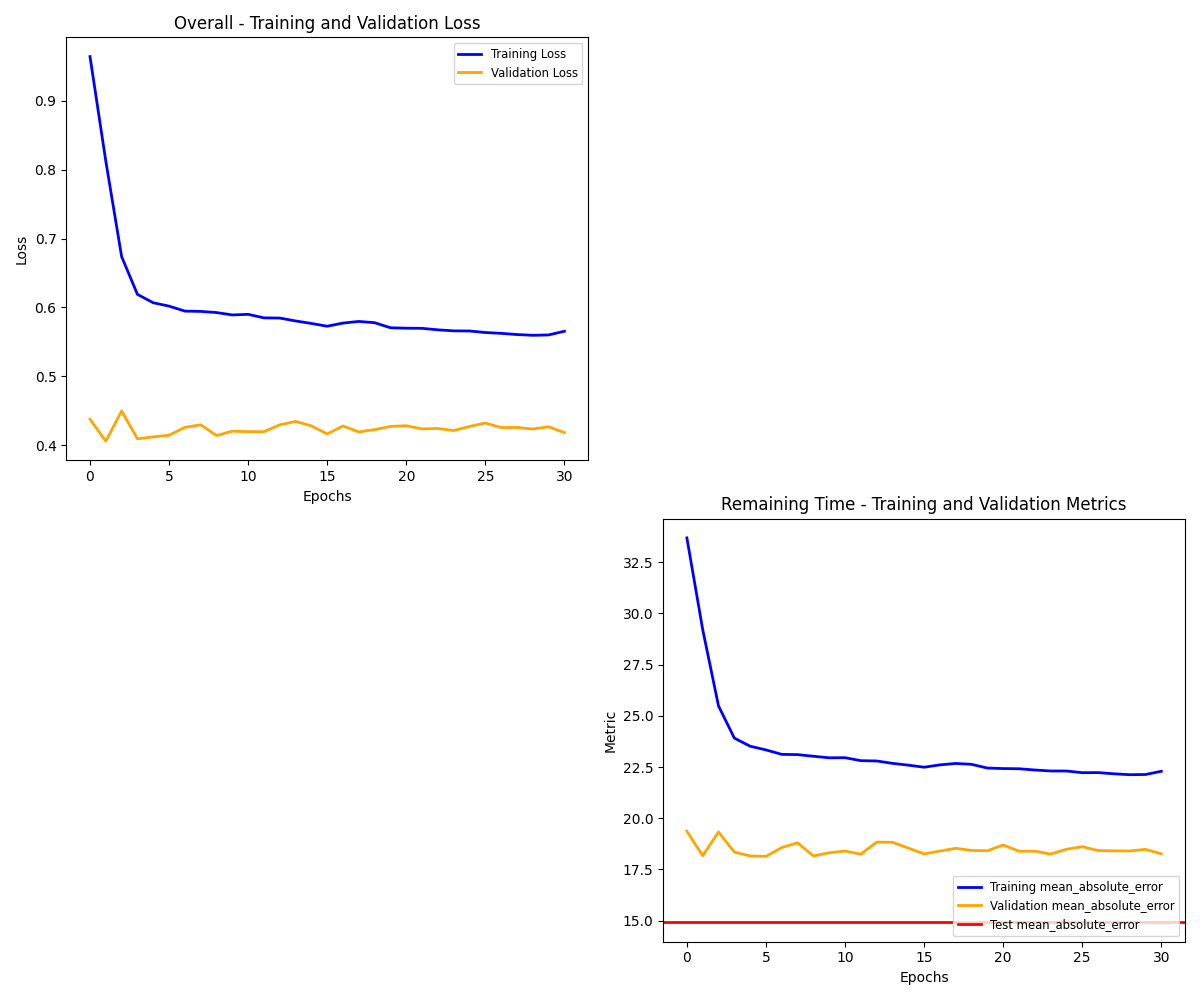 Overall - Training and Validation Loss
Training Loss
Validation Loss
Loss
0.9
0.8
0.7
0.6
0.5
0.4
0 5 10 15 20 25 30
Epochs
Remaining Time - Training and Validation Metrics
Metric
32.5
30.0
27.5
25.0
22.5
20.0
17.5
15.0
Training mean_absolute_error
Validation mean_absolute_error
Test mean_absolute_error
0 5 10 15 20 25 30
Epochs